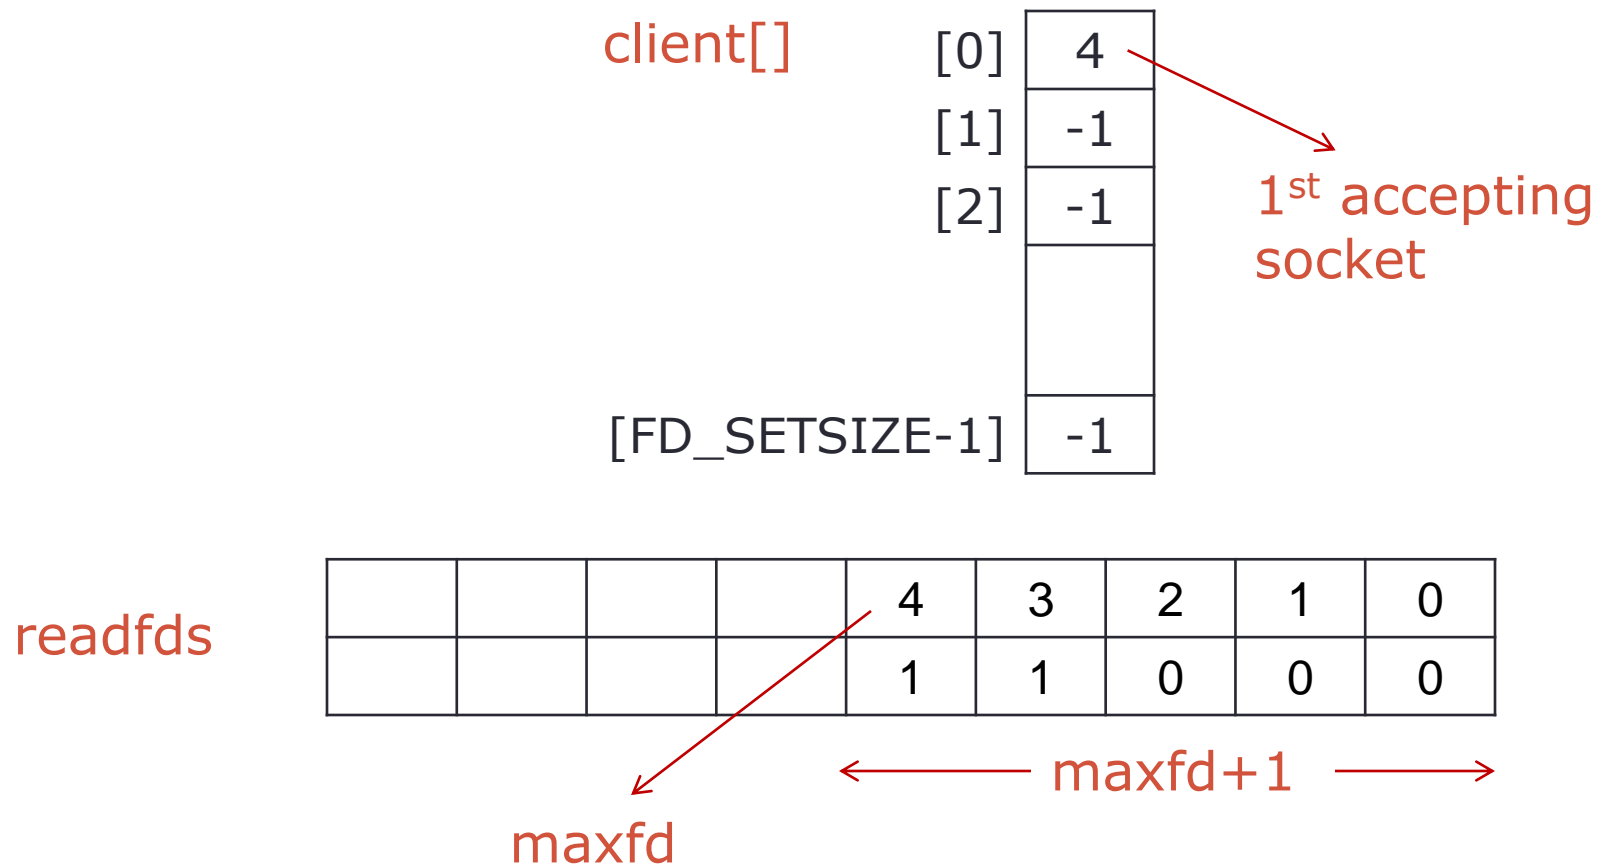 client[]
[0] 4
[1] -1
[2] -1
1st accepting
socket
[FD_SETSIZE-1] -1
readfds
4 3 2 1 0
1 1 0 0 0
maxfd+1
maxfd